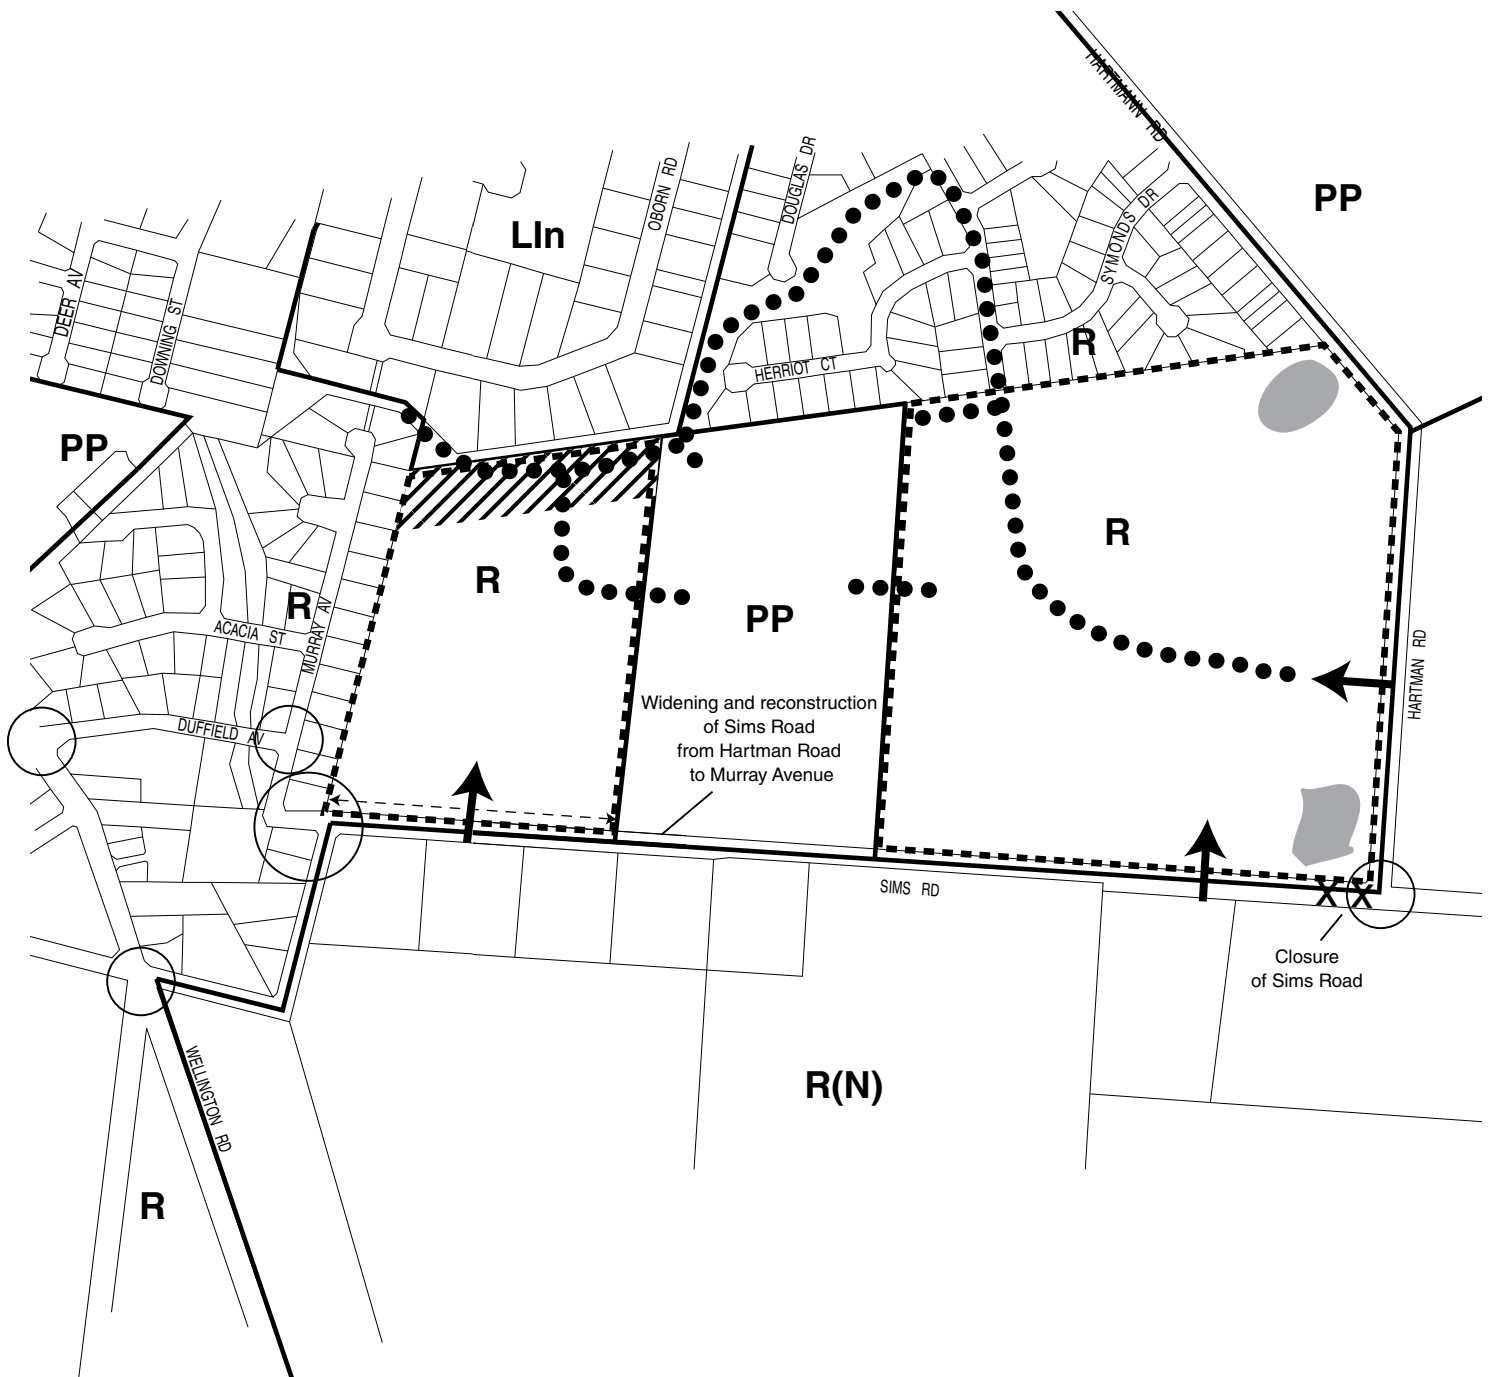 HARTMANN RD
PP
DOUGLAS DR
OBORN RD
LIn
SYMONDS DR
DEER AV
DOWNING ST
R
HERRIOT CT
PP
R
R
R
PP
ACACIA ST
MURRAY AV
HARTMAN RD
Widening and reconstruction
of Sims Road
from Hartman Road
to Murray Avenue
DUFFIELD AV
SIMS RD
X X
Closure
of Sims Road
WELLINGTON RD
R(N)
R